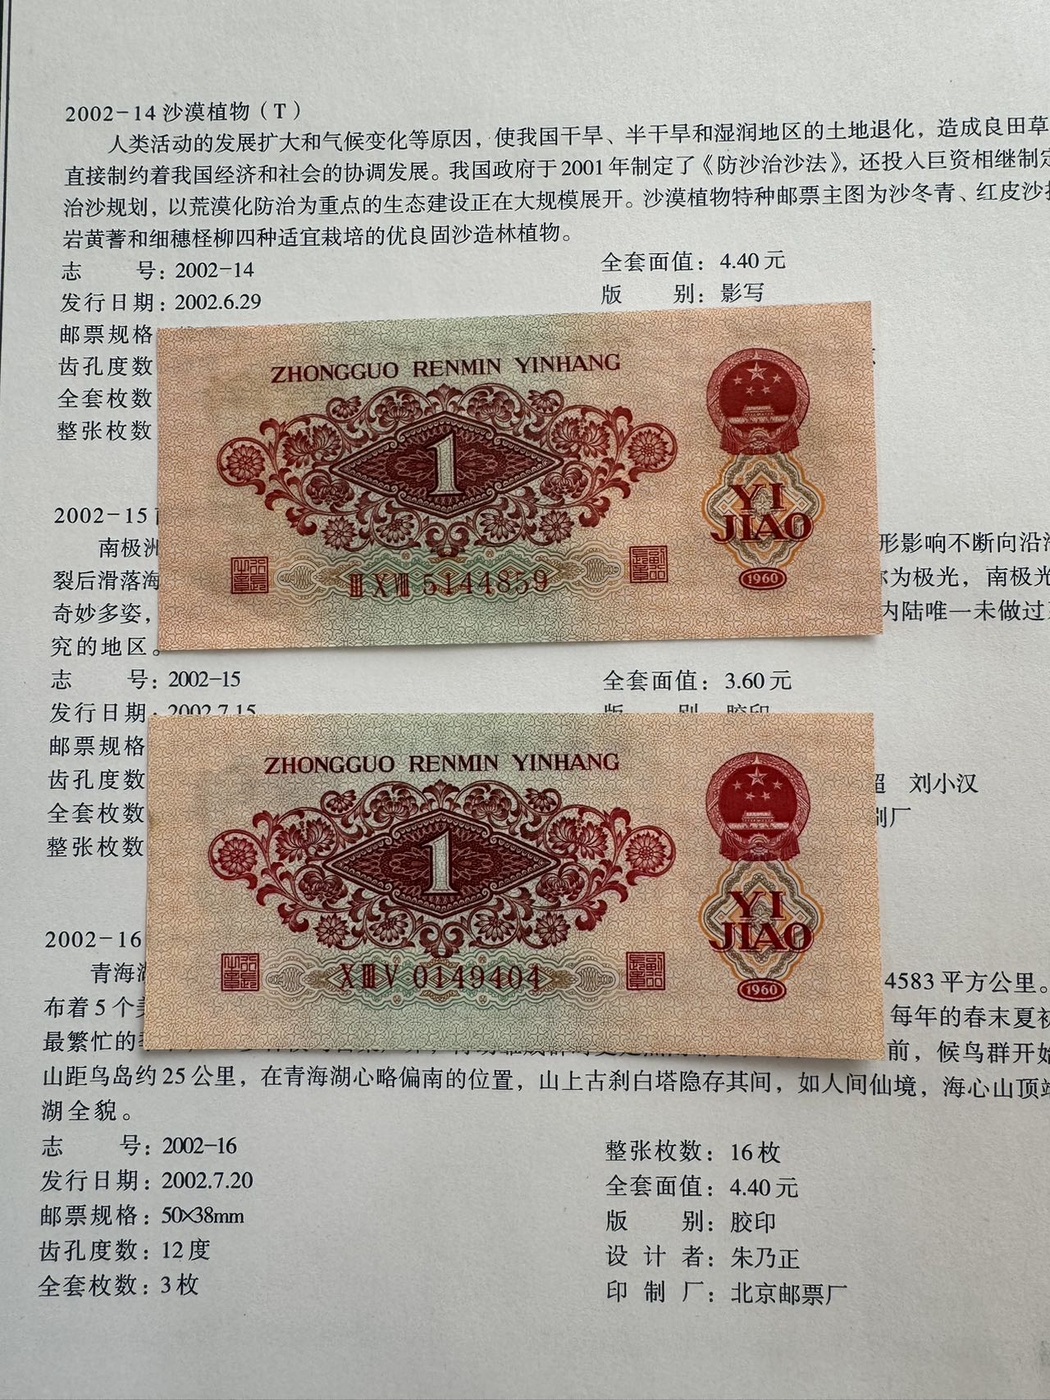 2002-14 沙漠植物（T）
人类活动的发展扩大和气候变化等原因，使我国干旱、半干旱和湿润地区的土地退化，造成良田草
直接制约着我国经济和社会的协调发展。我国政府于2001年制定了《防沙治沙法》，还投入巨资相继制定
治沙规划，以荒漠化防治为重点的生态建设正在大规模展开。沙漠植物特种邮票主图为沙冬青、红皮沙
岩黄蓍和细穗柽柳四种适宜栽培的优良固沙造林植物。
志 号：2002-14 全套面值：4.40元
发行日期：2002.6.29 版 别：影写
邮票规格
齿孔度数
全套枚数
整张枚数
ZHONGGUO RENMIN YINHANG
1
YI
JIAO
ⅢⅩⅧ 5144859
1960
2002-15
南极洲 形影响不断向沿
裂后滑落海 为极光，南极光
奇妙多姿， 内陆唯一未做过
究的地区。
志 号：2002-15 全套面值：3.60元
发行日期：2002.7.15 版 别：胶印
邮票规格
齿孔度数 超 刘小汉
全套枚数 刷厂
整张枚数
ZHONGGUO RENMIN YINHANG
1
YI
JIAO
ⅩⅢⅤ 0149404
1960
2002-16
青海湖 4583平方公里。
布着5个 每年的春末夏初
最繁忙的 前，候鸟群开始
山距鸟岛约25公里，在青海湖心略偏南的位置，山上古刹白塔隐存其间，如人间仙境，海心山顶端
湖全貌。
志 号：2002-16 整张枚数：16枚
发行日期：2002.7.20 全套面值：4.40元
邮票规格：50×38mm 版 别：胶印
齿孔度数：12度 设 计 者：朱乃正
全套枚数：3枚 印 制 厂：北京邮票厂